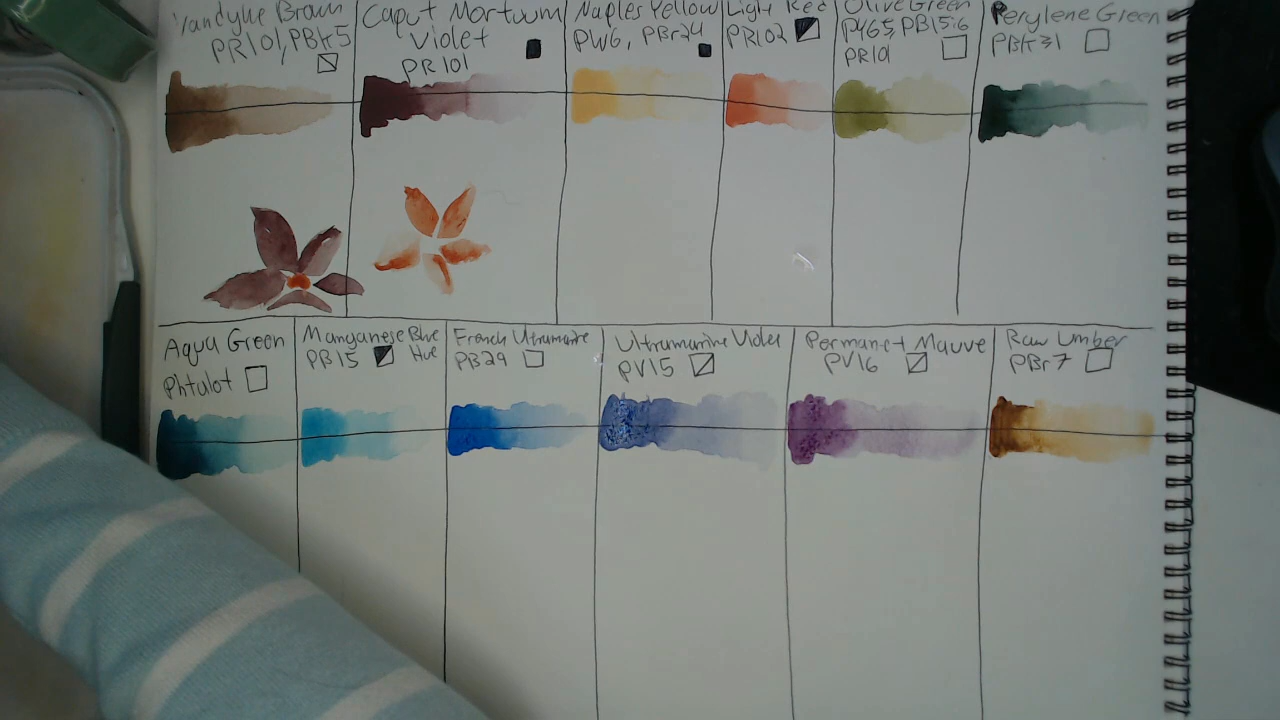 Vandyke Brown
PR101, PBr5
Caput Mortuum
Violet
PR101
Naples Yellow
PW6, PBr24
Light Red
PR102
Olive Green
PY65, PB15:6
PR101
Perylene Green
PBK31
Aqua Green
Phtalot
Manganese Blue
PB15 Hue
French Ultramarine
PB29
Ultramarine Violet
PV15
Permanet Mauve
PV16
Raw Umber
PBr7